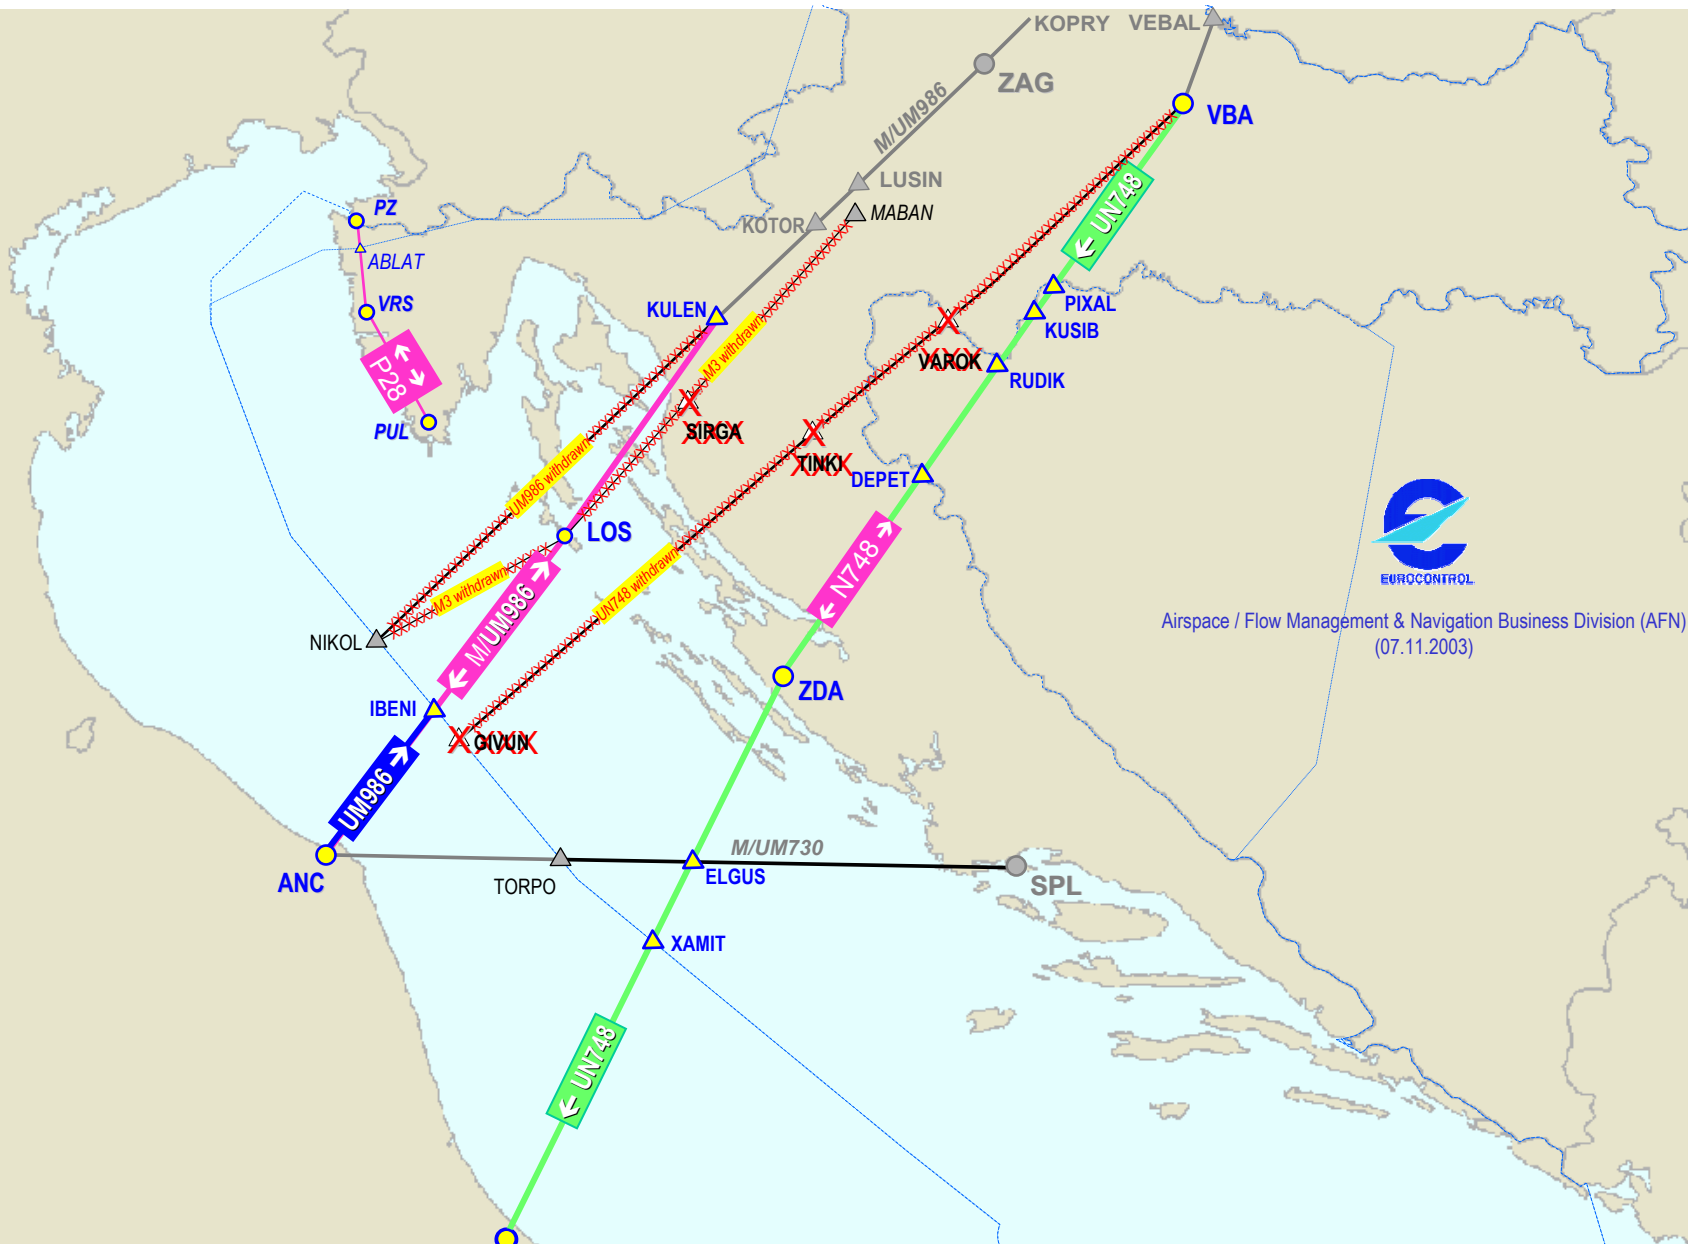 KOPRY
VEBAL
ZAG
VBA
M/UM986
LUSIN
MABAN
KOTOR
UN748
PZ
ABLAT
VRS
P28
PUL
KULEN
M3 withdrawn
PIXAL
KUSIB
VAROK
RUDIK
SIRGA
TINKI
DEPET
UM986 withdrawn
LOS
N748
EUROCONTROL
Airspace / Flow Management & Navigation Business Division (AFN)
(07.11.2003)
M3 withdrawn
UN748 withdrawn
M/UM986
NIKOL
ZDA
IBENI
GIVUN
UM986
ANC
TORPO
M/UM730
ELGUS
SPL
XAMIT
UN748